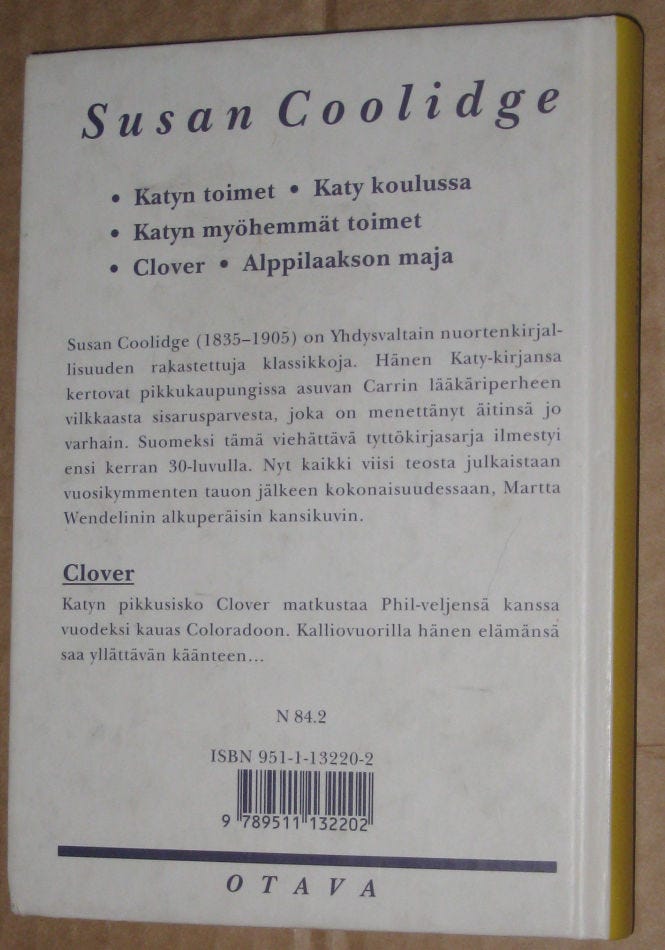 Susan Coolidge
• Katyn toimet • Katy koulussa
• Katyn myöhemmät toimet
• Clover • Alppilaakson maja
Susan Coolidge (1835–1905) on Yhdysvaltain nuortenkirjal-
lisuuden rakastettuja klassikkoja. Hänen Katy-kirjansa
kertovat pikkukaupungissa asuvan Carrin lääkäriperheen
vilkkaasta sisarusparvesta, joka on menettänyt äitinsä jo
varhain. Suomeksi tämä viehättävä tyttökirjasarja ilmestyi
ensi kerran 30-luvulla. Nyt kaikki viisi teosta julkaistaan
vuosikymmenten tauon jälkeen kokonaisuudessaan, Martta
Wendelinin alkuperäisin kansikuvin.
Clover
Katyn pikkusisko Clover matkustaa Phil-veljensä kanssa
vuodeksi kauas Coloradoon. Kalliovuorilla hänen elämänsä
saa yllättävän käänteen...
N 84.2
ISBN 951-1-13220-2
9 789511 132202
OTAVA